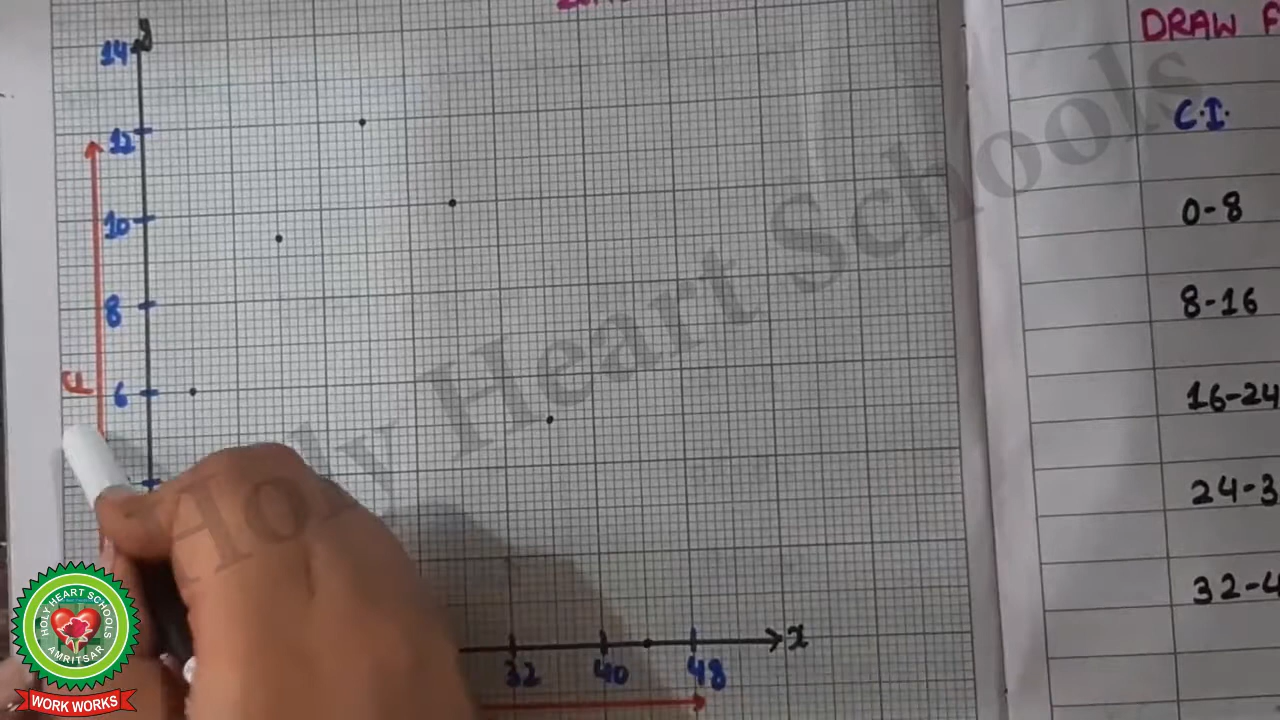 y
14
12
10
8
6
F
32 40 48 x
DRAW
C.I.
0-8
8-16
16-24
24-3
32-4
Holy Heart Schools
HOLY HEART SCHOOLS
AMRITSAR
WORK WORKS